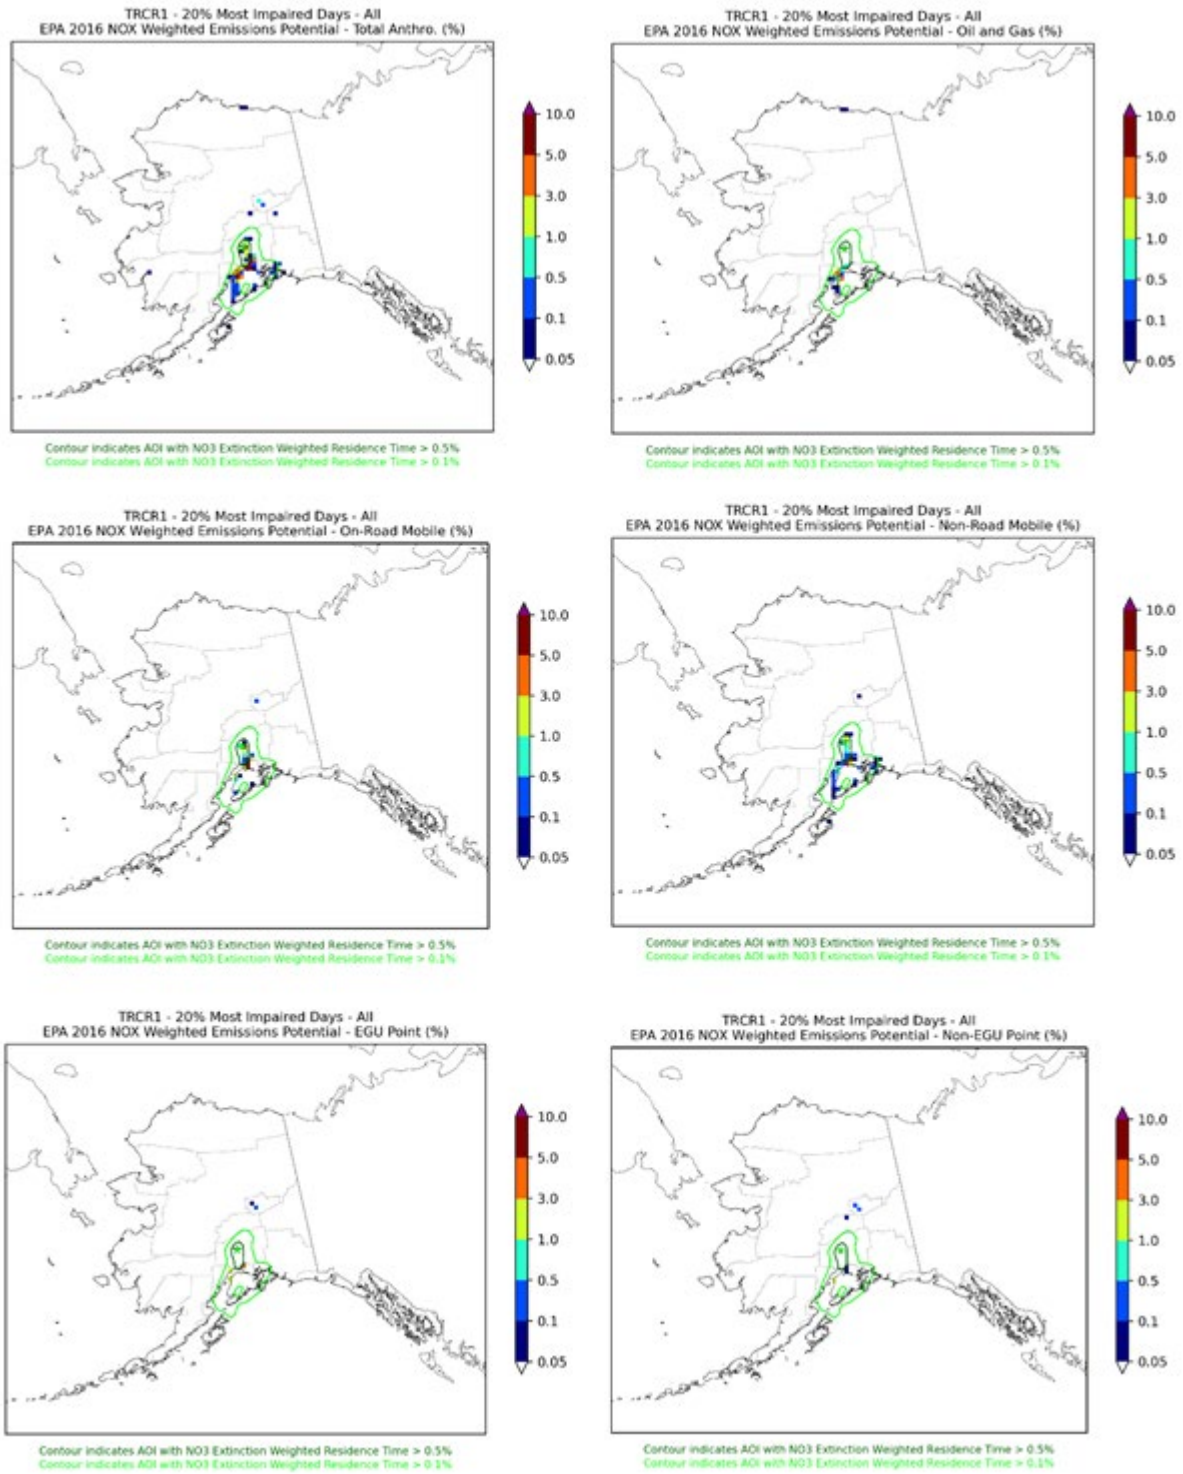 TRCR1 - 20% Most Impaired Days - All
EPA 2016 NOX Weighted Emissions Potential - Total Anthro. (%)
10.0
5.0
3.0
1.0
0.5
0.1
0.05
Contour indicates AOI with NO3 Extinction Weighted Residence Time > 0.5%
Contour indicates AOI with NO3 Extinction Weighted Residence Time > 0.1%
TRCR1 - 20% Most Impaired Days - All
EPA 2016 NOX Weighted Emissions Potential - Oil and Gas (%)
10.0
5.0
3.0
1.0
0.5
0.1
0.05
Contour indicates AOI with NO3 Extinction Weighted Residence Time > 0.5%
Contour indicates AOI with NO3 Extinction Weighted Residence Time > 0.1%
TRCR1 - 20% Most Impaired Days - All
EPA 2016 NOX Weighted Emissions Potential - On-Road Mobile (%)
10.0
5.0
3.0
1.0
0.5
0.1
0.05
Contour indicates AOI with NO3 Extinction Weighted Residence Time > 0.5%
Contour indicates AOI with NO3 Extinction Weighted Residence Time > 0.1%
TRCR1 - 20% Most Impaired Days - All
EPA 2016 NOX Weighted Emissions Potential - Non-Road Mobile (%)
10.0
5.0
3.0
1.0
0.5
0.1
0.05
Contour indicates AOI with NO3 Extinction Weighted Residence Time > 0.5%
Contour indicates AOI with NO3 Extinction Weighted Residence Time > 0.1%
TRCR1 - 20% Most Impaired Days - All
EPA 2016 NOX Weighted Emissions Potential - EGU Point (%)
10.0
5.0
3.0
1.0
0.5
0.1
0.05
Contour indicates AOI with NO3 Extinction Weighted Residence Time > 0.5%
Contour indicates AOI with NO3 Extinction Weighted Residence Time > 0.1%
TRCR1 - 20% Most Impaired Days - All
EPA 2016 NOX Weighted Emissions Potential - Non-EGU Point (%)
10.0
5.0
3.0
1.0
0.5
0.1
0.05
Contour indicates AOI with NO3 Extinction Weighted Residence Time > 0.5%
Contour indicates AOI with NO3 Extinction Weighted Residence Time > 0.1%